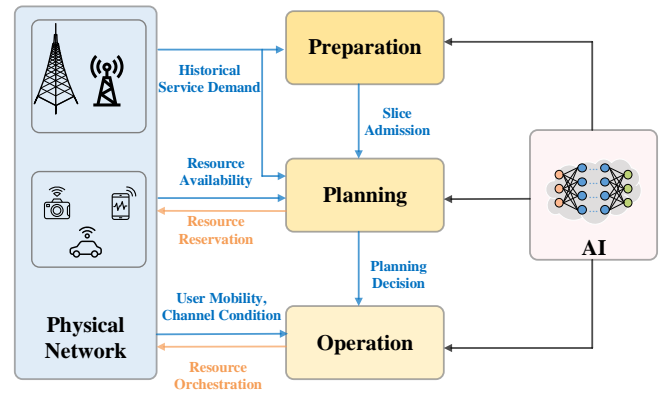 Preparation
Historical
Service Demand
Slice
Admission
Resource
Availability
Planning
Resource
Reservation
AI
Planning
Decision
User Mobility,
Channel Condition
Physical
Network
Operation
Resource
Orchestration